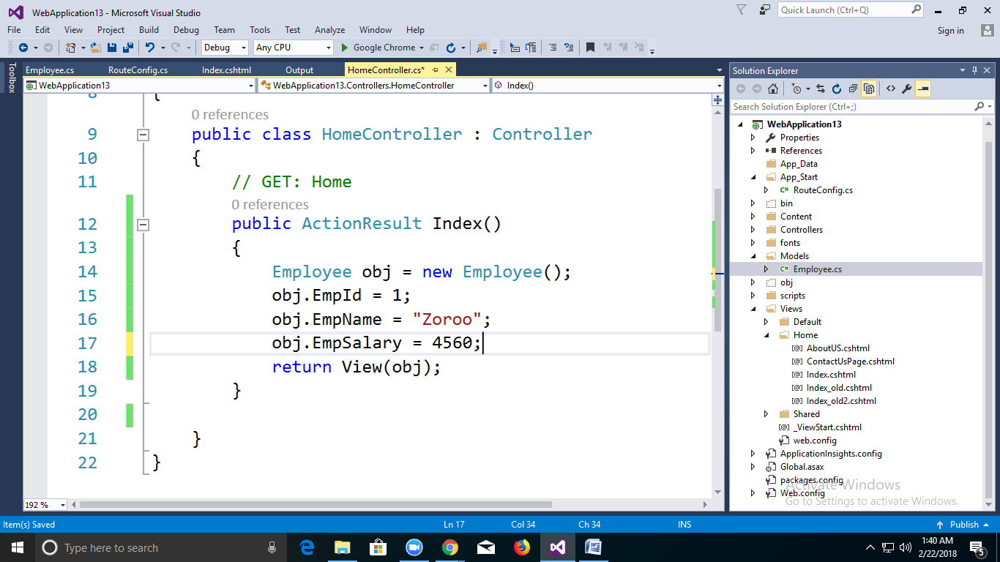 WebApplication13 - Microsoft Visual Studio
Quick Launch (Ctrl+Q)
File Edit View Project Build Debug Team Tools Test Analyze Window Help
Sign in
Debug Any CPU Google Chrome
Toolbox
Employee.cs RouteConfig.cs Index.cshtml Output HomeController.cs*
WebApplication13 WebApplication13.Controllers.HomeController Index()
8 {
0 references
9 public class HomeController : Controller
10 {
11 // GET: Home
0 references
12 public ActionResult Index()
13 {
14 Employee obj = new Employee();
15 obj.EmpId = 1;
16 obj.EmpName = "Zoroo";
17 obj.EmpSalary = 4560;
18 return View(obj);
19 }
20
21 }
22 }
192 %
Solution Explorer
Search Solution Explorer (Ctrl+;)
WebApplication13
Properties
References
App_Data
App_Start
C# RouteConfig.cs
bin
Content
Controllers
fonts
Models
C# Employee.cs
obj
scripts
Views
Default
Home
[@] AboutUS.cshtml
[@] ContactUsPage.cshtml
[@] Index.cshtml
[@] Index_old.cshtml
[@] Index_old2.cshtml
Shared
[@] _ViewStart.cshtml
web.config
ApplicationInsights.config
Global.asax
packages.config
Web.config
Activate Windows
Go to Settings to activate Windows.
Item(s) Saved Ln 17 Col 34 Ch 34 INS Publish
Type here to search
1:40 AM
2/22/2018
5